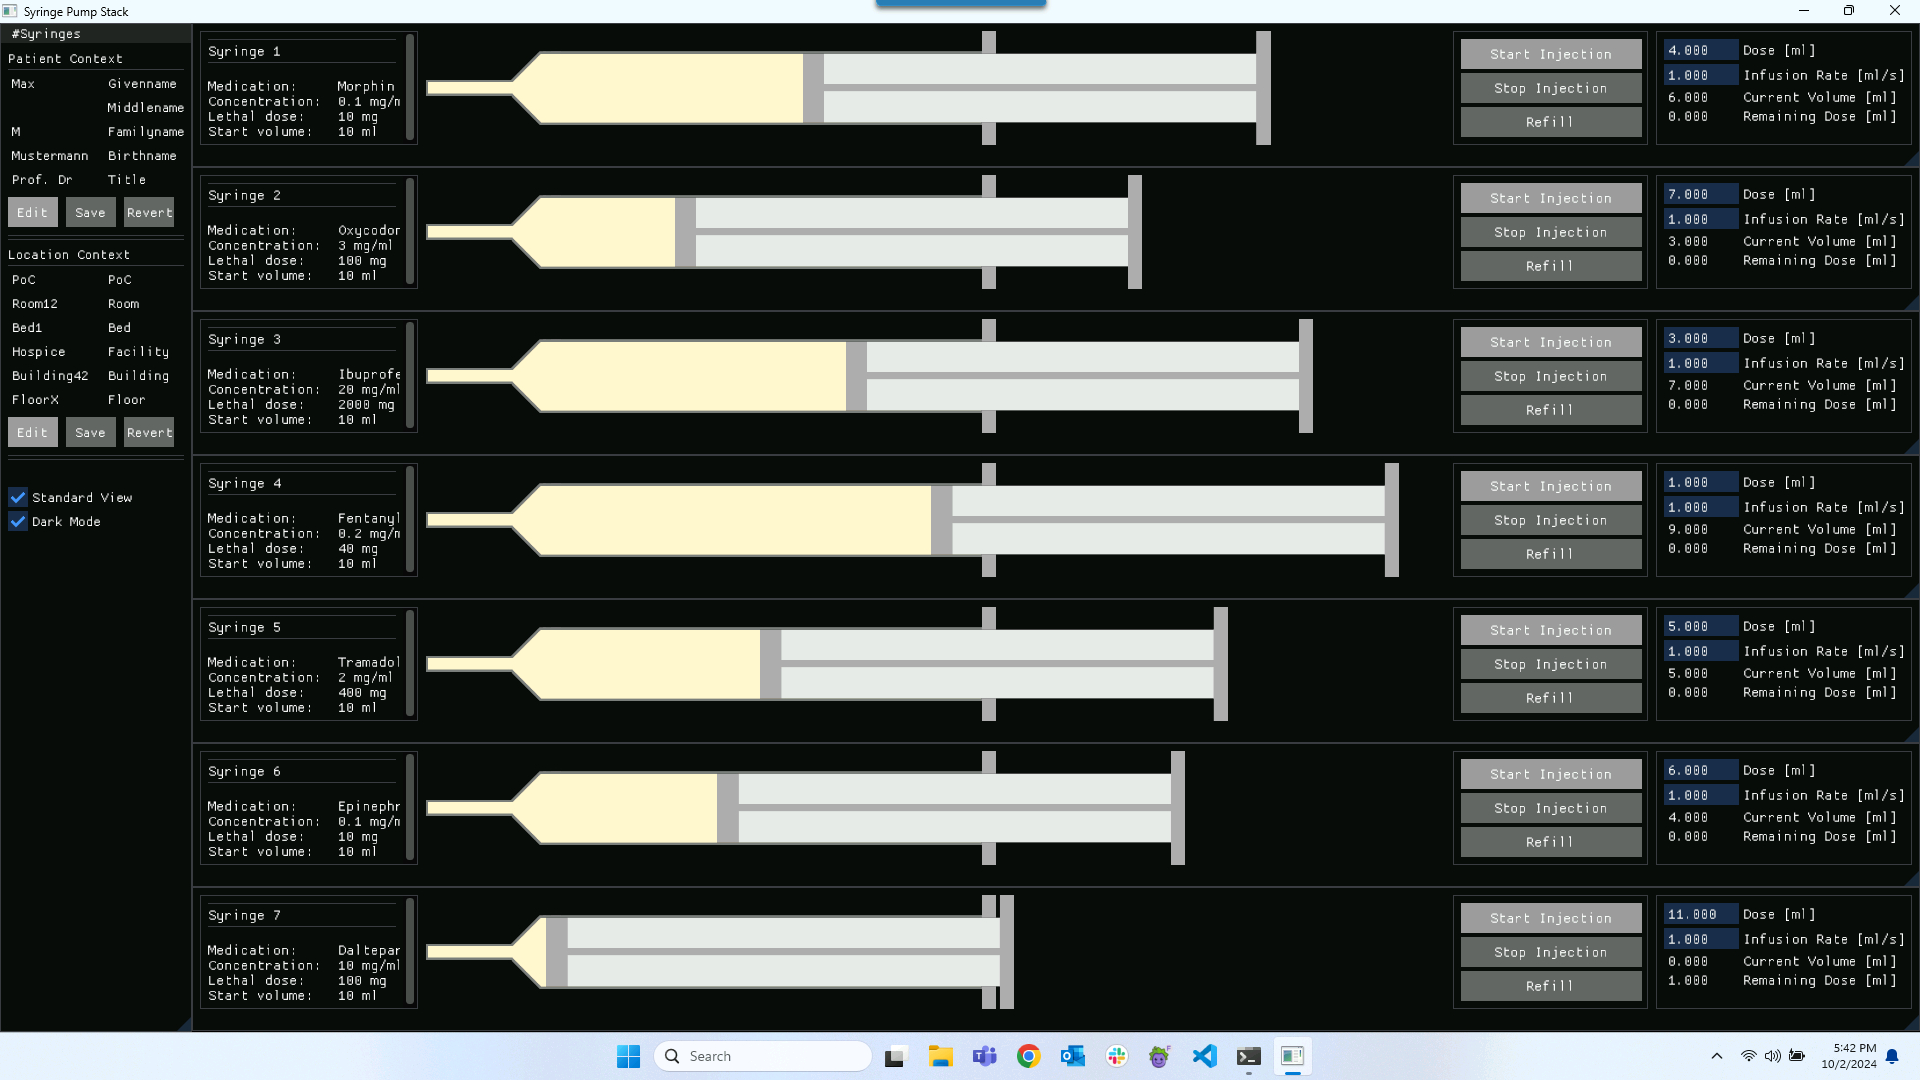 Syringe Pump Stack
#Syringes
Patient Context
Max Givenname
Middlename
M Familyname
Mustermann Birthname
Prof. Dr Title
Edit Save Revert
Location Context
PoC PoC
Room12 Room
Bed1 Bed
Hospice Facility
Building42 Building
FloorX Floor
Edit Save Revert
Standard View
Dark Mode
Syringe 1
Medication: Morphin
Concentration: 0.1 mg/m
Lethal dose: 10 mg
Start volume: 10 ml
Start Injection
Stop Injection
Refill
4.000 Dose [ml]
1.000 Infusion Rate [ml/s]
6.000 Current Volume [ml]
0.000 Remaining Dose [ml]
Syringe 2
Medication: Oxycodon
Concentration: 3 mg/ml
Lethal dose: 100 mg
Start volume: 10 ml
Start Injection
Stop Injection
Refill
7.000 Dose [ml]
1.000 Infusion Rate [ml/s]
3.000 Current Volume [ml]
0.000 Remaining Dose [ml]
Syringe 3
Medication: Ibuprofe
Concentration: 20 mg/ml
Lethal dose: 2000 mg
Start volume: 10 ml
Start Injection
Stop Injection
Refill
3.000 Dose [ml]
1.000 Infusion Rate [ml/s]
7.000 Current Volume [ml]
0.000 Remaining Dose [ml]
Syringe 4
Medication: Fentanyl
Concentration: 0.2 mg/m
Lethal dose: 40 mg
Start volume: 10 ml
Start Injection
Stop Injection
Refill
1.000 Dose [ml]
1.000 Infusion Rate [ml/s]
9.000 Current Volume [ml]
0.000 Remaining Dose [ml]
Syringe 5
Medication: Tramadol
Concentration: 2 mg/ml
Lethal dose: 400 mg
Start volume: 10 ml
Start Injection
Stop Injection
Refill
5.000 Dose [ml]
1.000 Infusion Rate [ml/s]
5.000 Current Volume [ml]
0.000 Remaining Dose [ml]
Syringe 6
Medication: Epinephr
Concentration: 0.1 mg/m
Lethal dose: 10 mg
Start volume: 10 ml
Start Injection
Stop Injection
Refill
6.000 Dose [ml]
1.000 Infusion Rate [ml/s]
4.000 Current Volume [ml]
0.000 Remaining Dose [ml]
Syringe 7
Medication: Daltepar
Concentration: 10 mg/ml
Lethal dose: 100 mg
Start volume: 10 ml
Start Injection
Stop Injection
Refill
11.000 Dose [ml]
1.000 Infusion Rate [ml/s]
0.000 Current Volume [ml]
1.000 Remaining Dose [ml]
Search
5:42 PM
10/2/2024